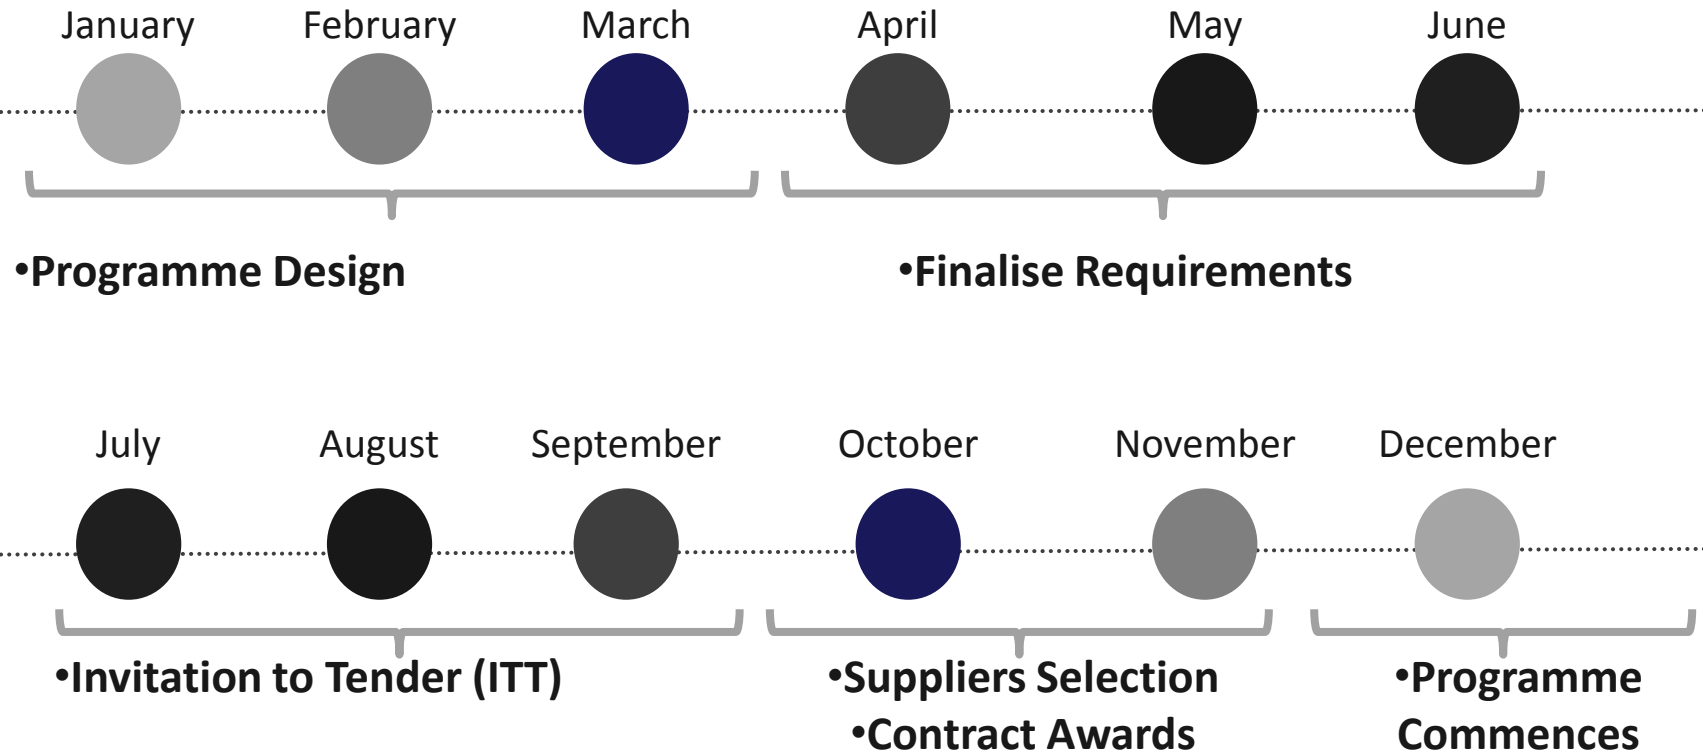 January February March April May June
•Programme Design •Finalise Requirements
July August September October November December
•Invitation to Tender (ITT) •Suppliers Selection •Programme
•Contract Awards Commences